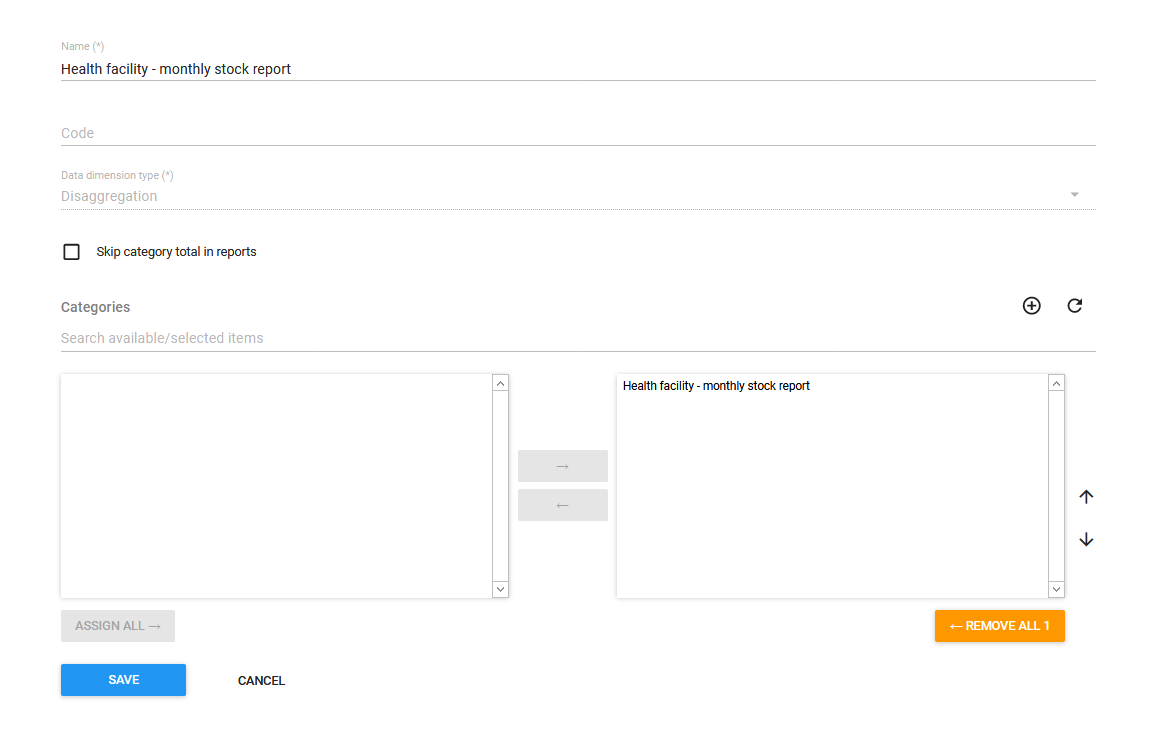 Name (*)
Health facility - monthly stock report
Code
Data dimension type (*)
Disaggregation
Skip category total in reports
Categories
Search available/selected items
Health facility - monthly stock report
→
←
ASSIGN ALL →
← REMOVE ALL 1
SAVE
CANCEL